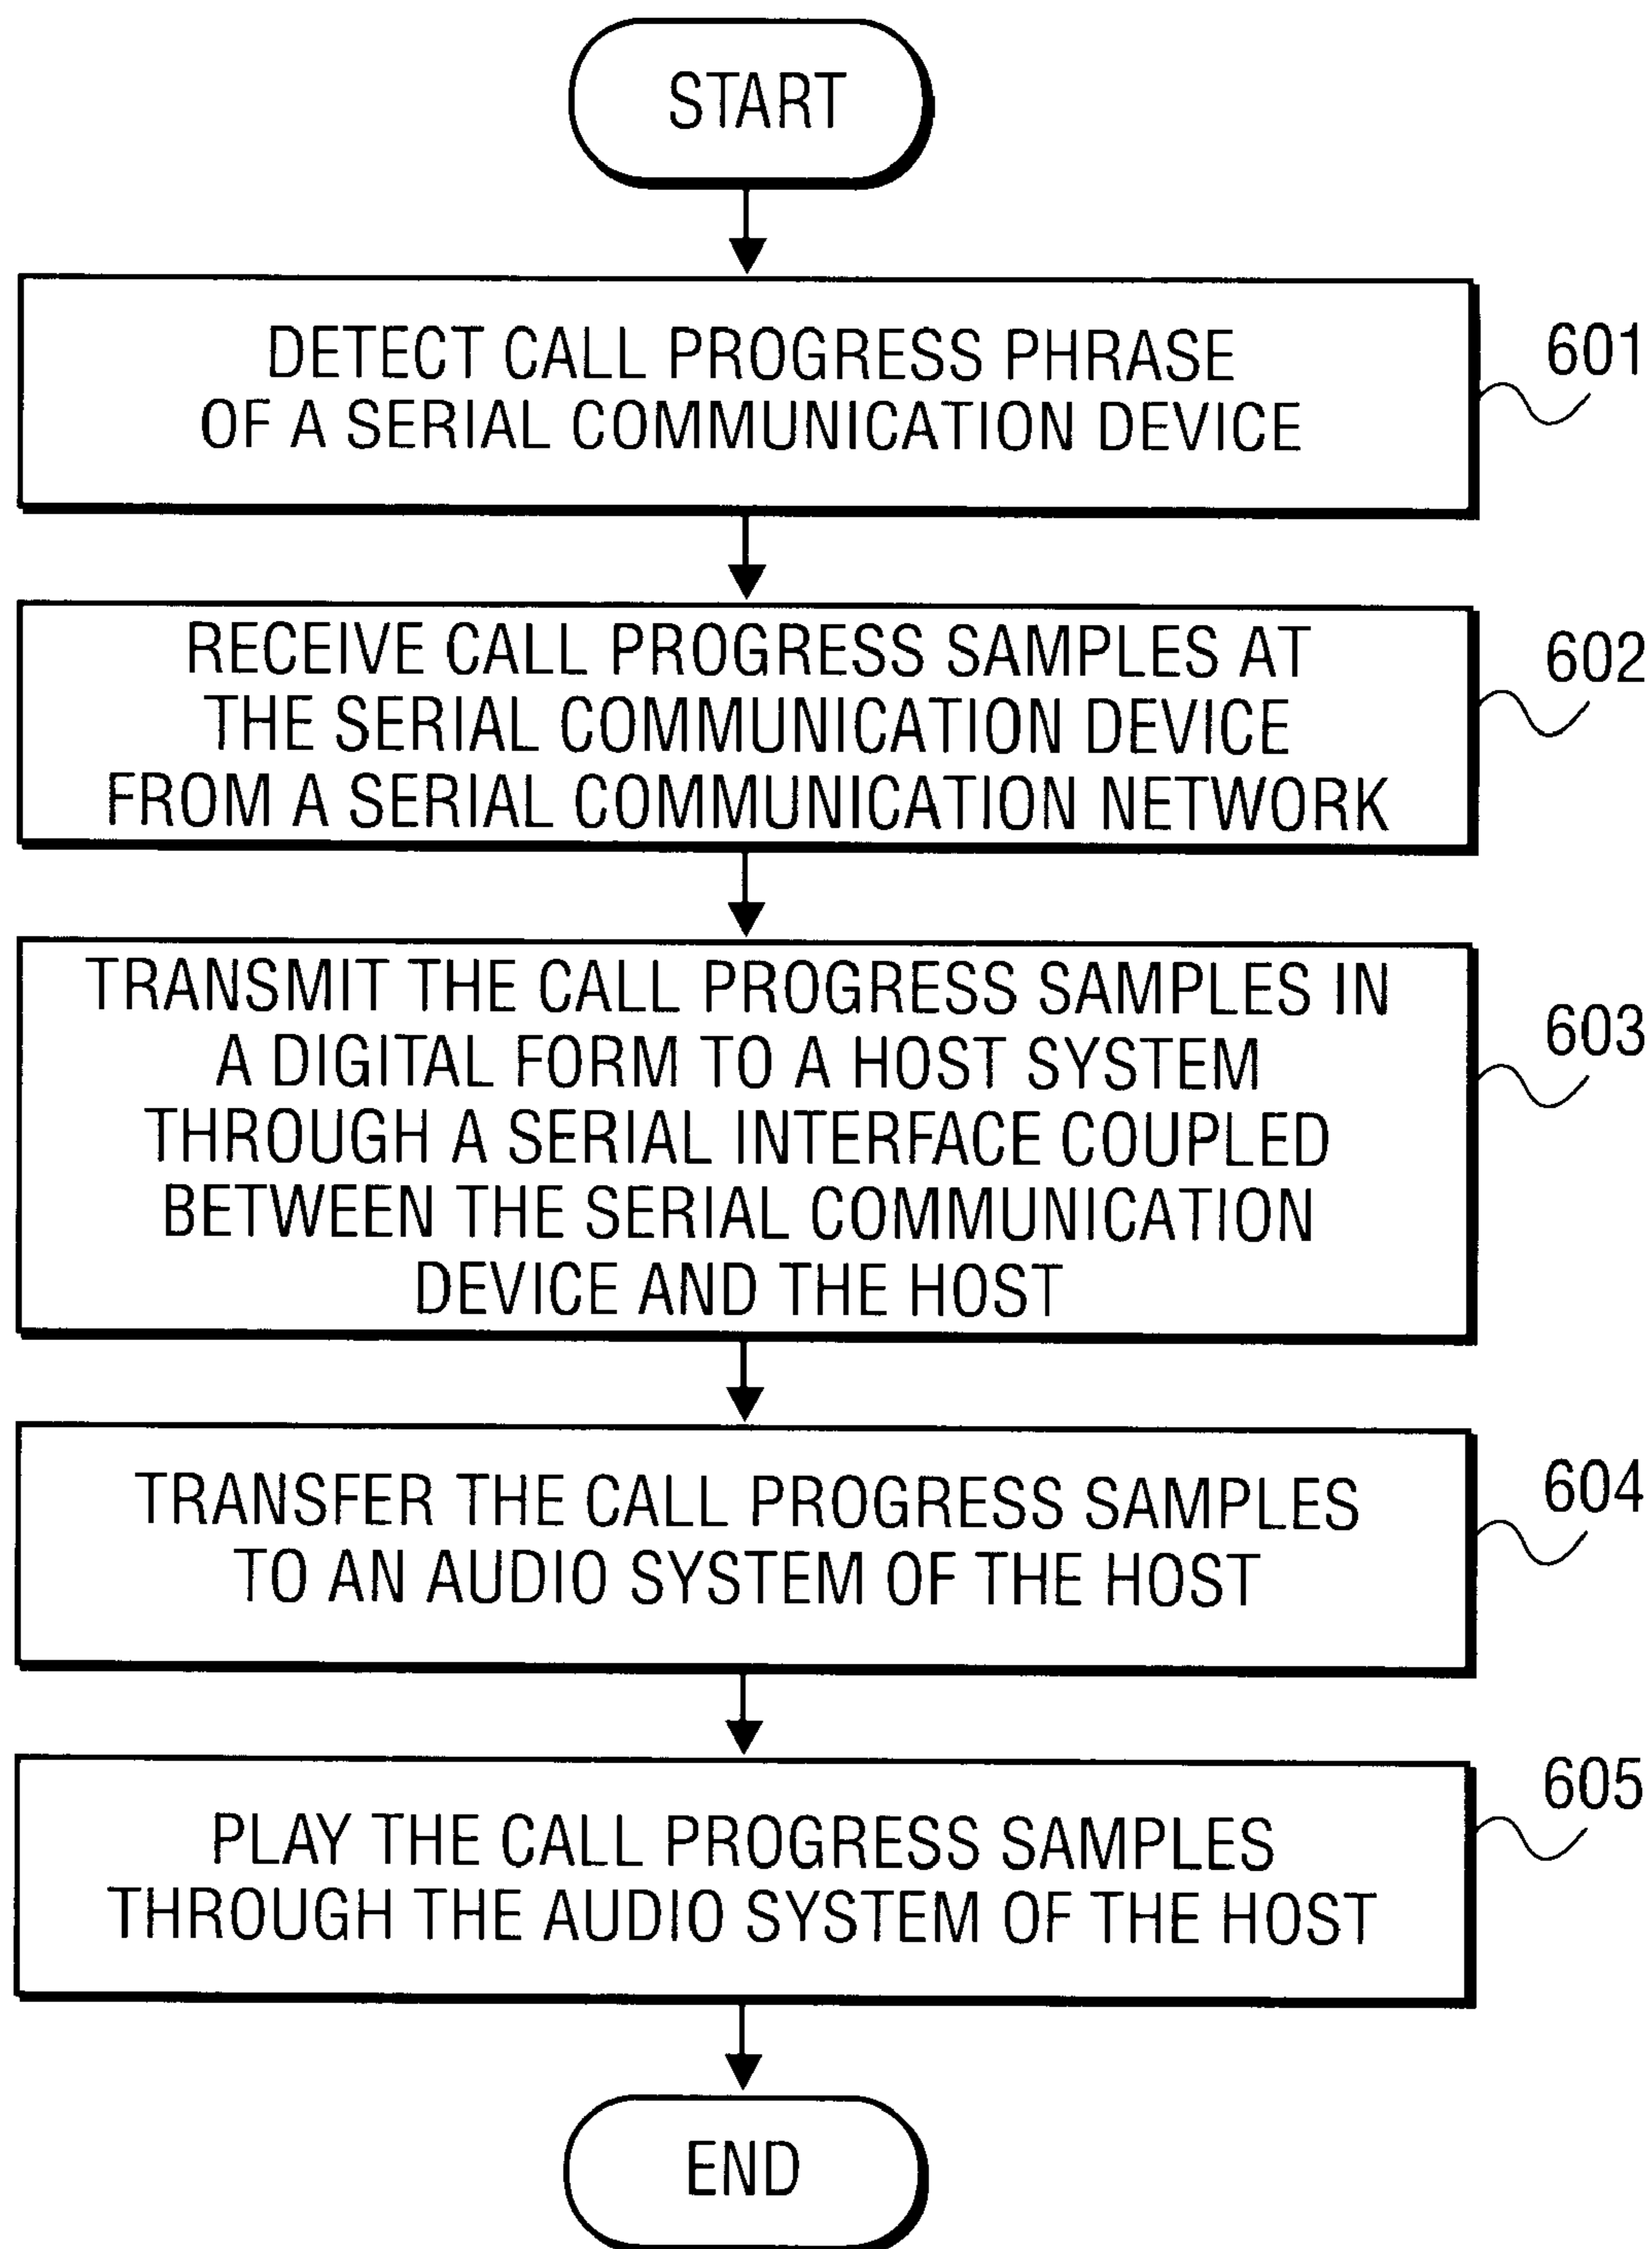 START
DETECT CALL PROGRESS PHRASE
OF A SERIAL COMMUNICATION DEVICE
601
RECEIVE CALL PROGRESS SAMPLES AT
THE SERIAL COMMUNICATION DEVICE
FROM A SERIAL COMMUNICATION NETWORK
602
TRANSMIT THE CALL PROGRESS SAMPLES IN
A DIGITAL FORM TO A HOST SYSTEM
THROUGH A SERIAL INTERFACE COUPLED
BETWEEN THE SERIAL COMMUNICATION
DEVICE AND THE HOST
603
TRANSFER THE CALL PROGRESS SAMPLES
TO AN AUDIO SYSTEM OF THE HOST
604
PLAY THE CALL PROGRESS SAMPLES
THROUGH THE AUDIO SYSTEM OF THE HOST
605
END